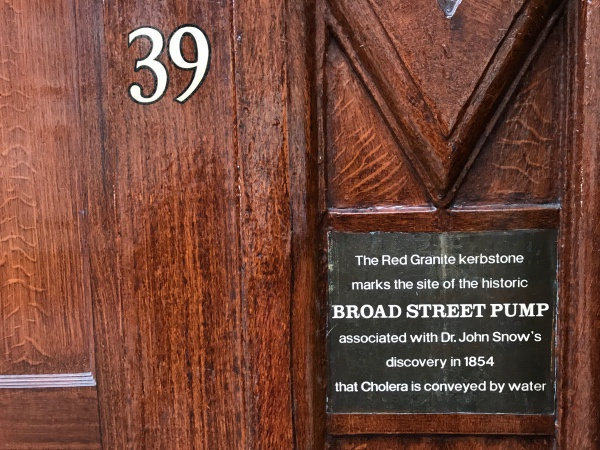 39
The Red Granite kerbstone
marks the site of the historic
BROAD STREET PUMP
associated with Dr. John Snow's
discovery in 1854
that Cholera is conveyed by water